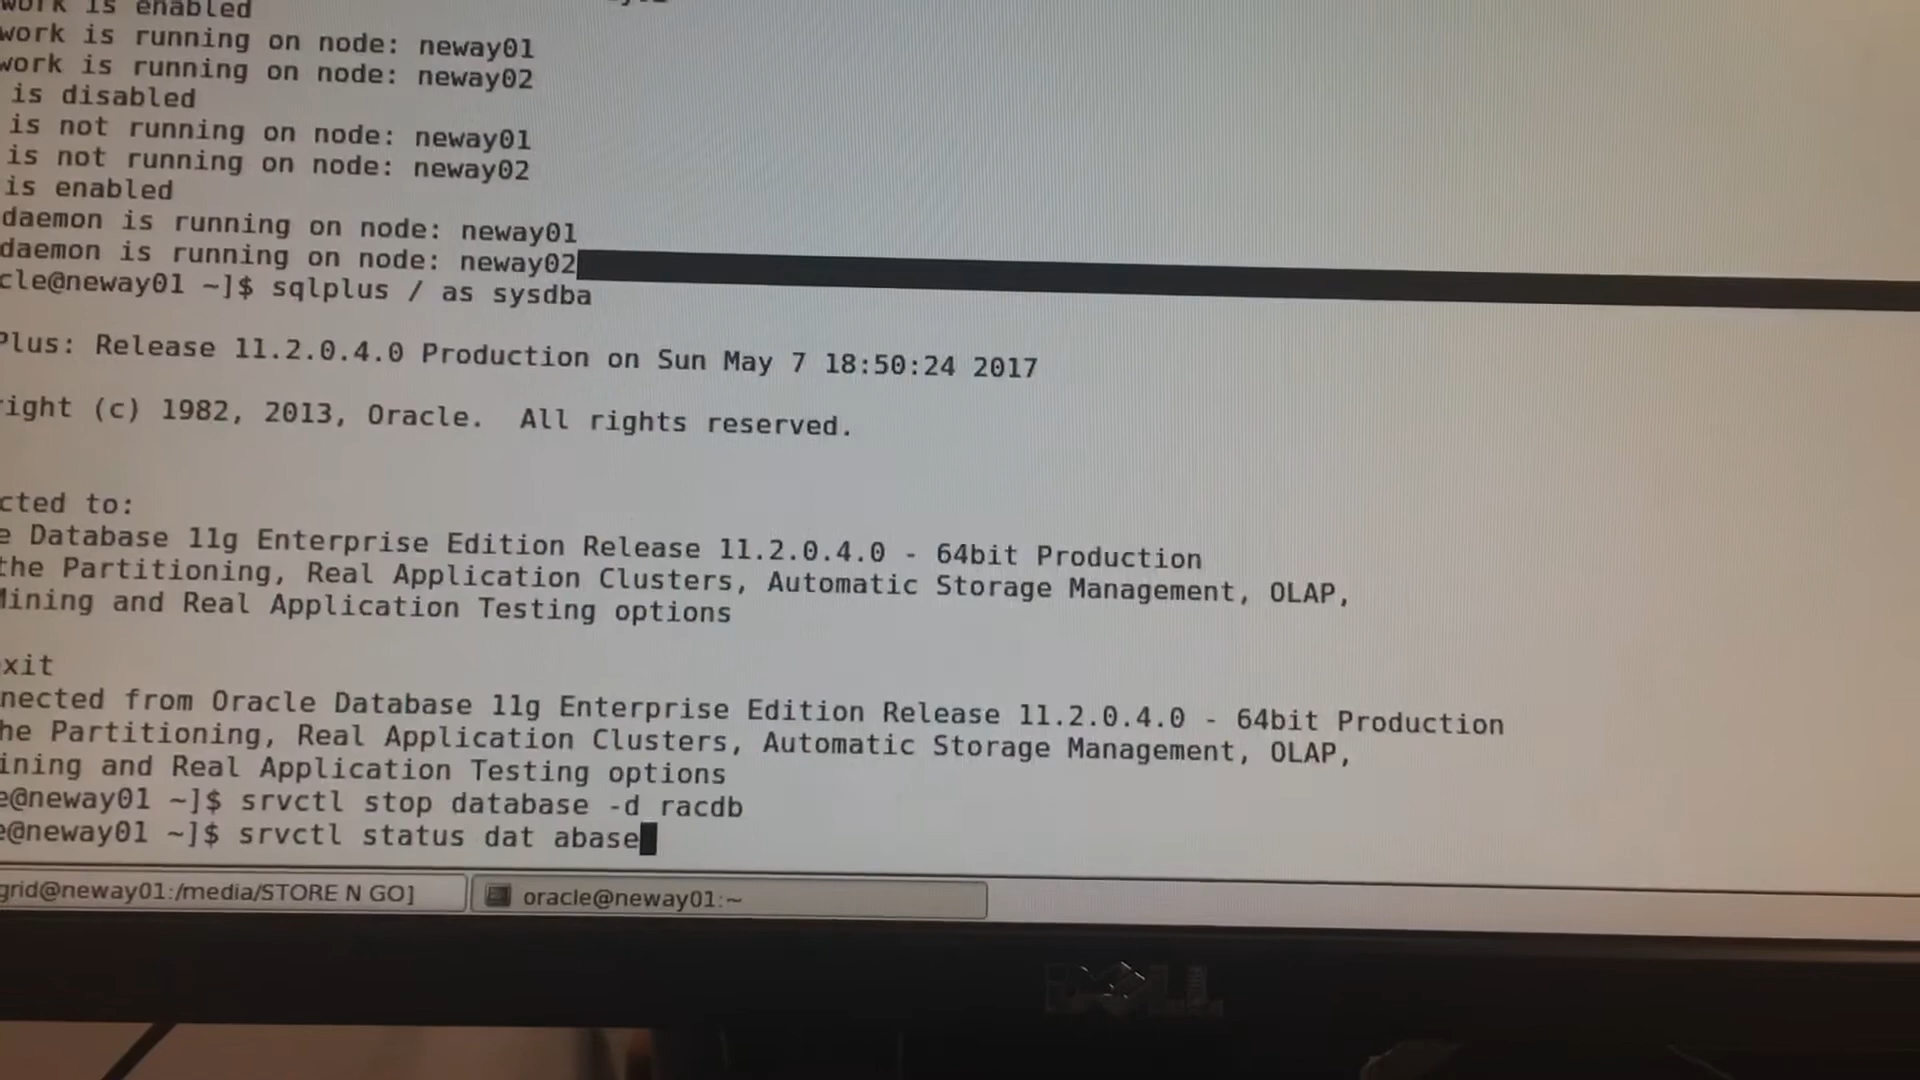 work is enabled
work is running on node: neway01
work is running on node: neway02
is disabled
is not running on node: neway01
is not running on node: neway02
is enabled
daemon is running on node: neway01
daemon is running on node: neway02
cle@neway01 ~]$ sqlplus / as sysdba
Plus: Release 11.2.0.4.0 Production on Sun May 7 18:50:24 2017
right (c) 1982, 2013, Oracle.  All rights reserved.
cted to:
e Database 11g Enterprise Edition Release 11.2.0.4.0 - 64bit Production
the Partitioning, Real Application Clusters, Automatic Storage Management, OLAP,
Mining and Real Application Testing options
xit
nected from Oracle Database 11g Enterprise Edition Release 11.2.0.4.0 - 64bit Production
he Partitioning, Real Application Clusters, Automatic Storage Management, OLAP,
ining and Real Application Testing options
e@neway01 ~]$ srvctl stop database -d racdb
e@neway01 ~]$ srvctl status dat abase
grid@neway01:/media/STORE N GO]
oracle@neway01:~
DELL